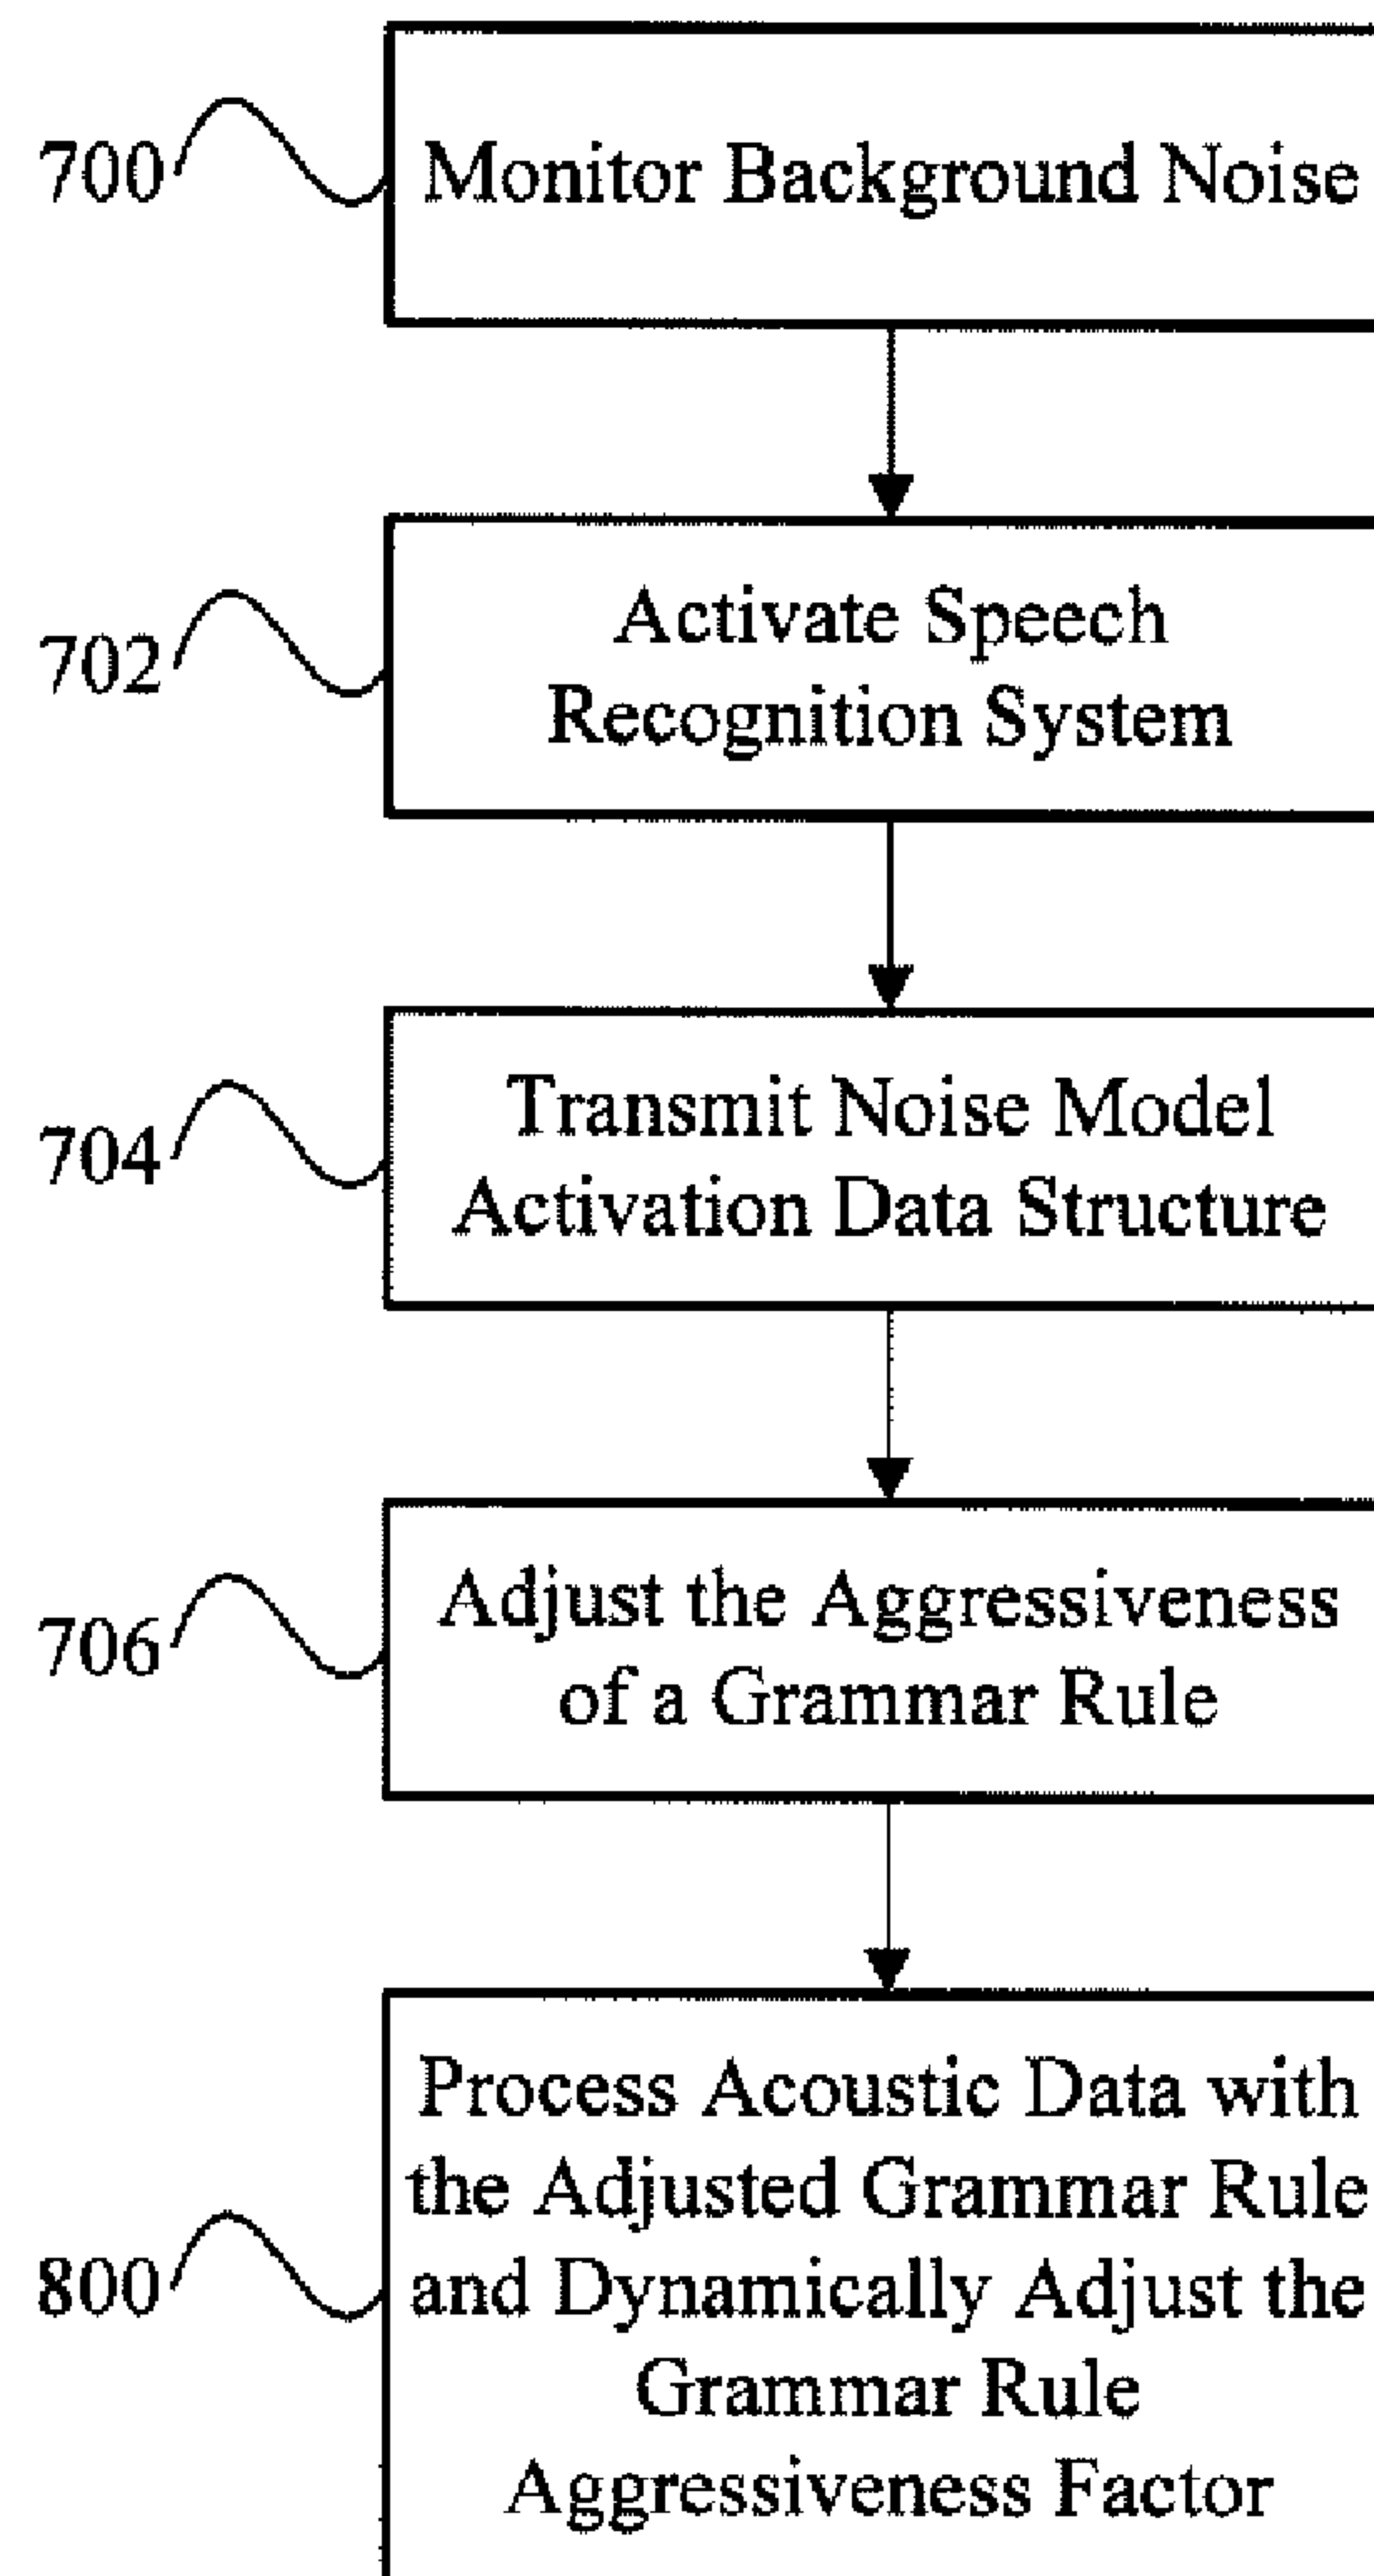 700
Monitor Background Noise
702
Activate Speech
Recognition System
704
Transmit Noise Model
Activation Data Structure
706
Adjust the Aggressiveness
of a Grammar Rule
800
Process Acoustic Data with
the Adjusted Grammar Rule
and Dynamically Adjust the
Grammar Rule
Aggressiveness Factor